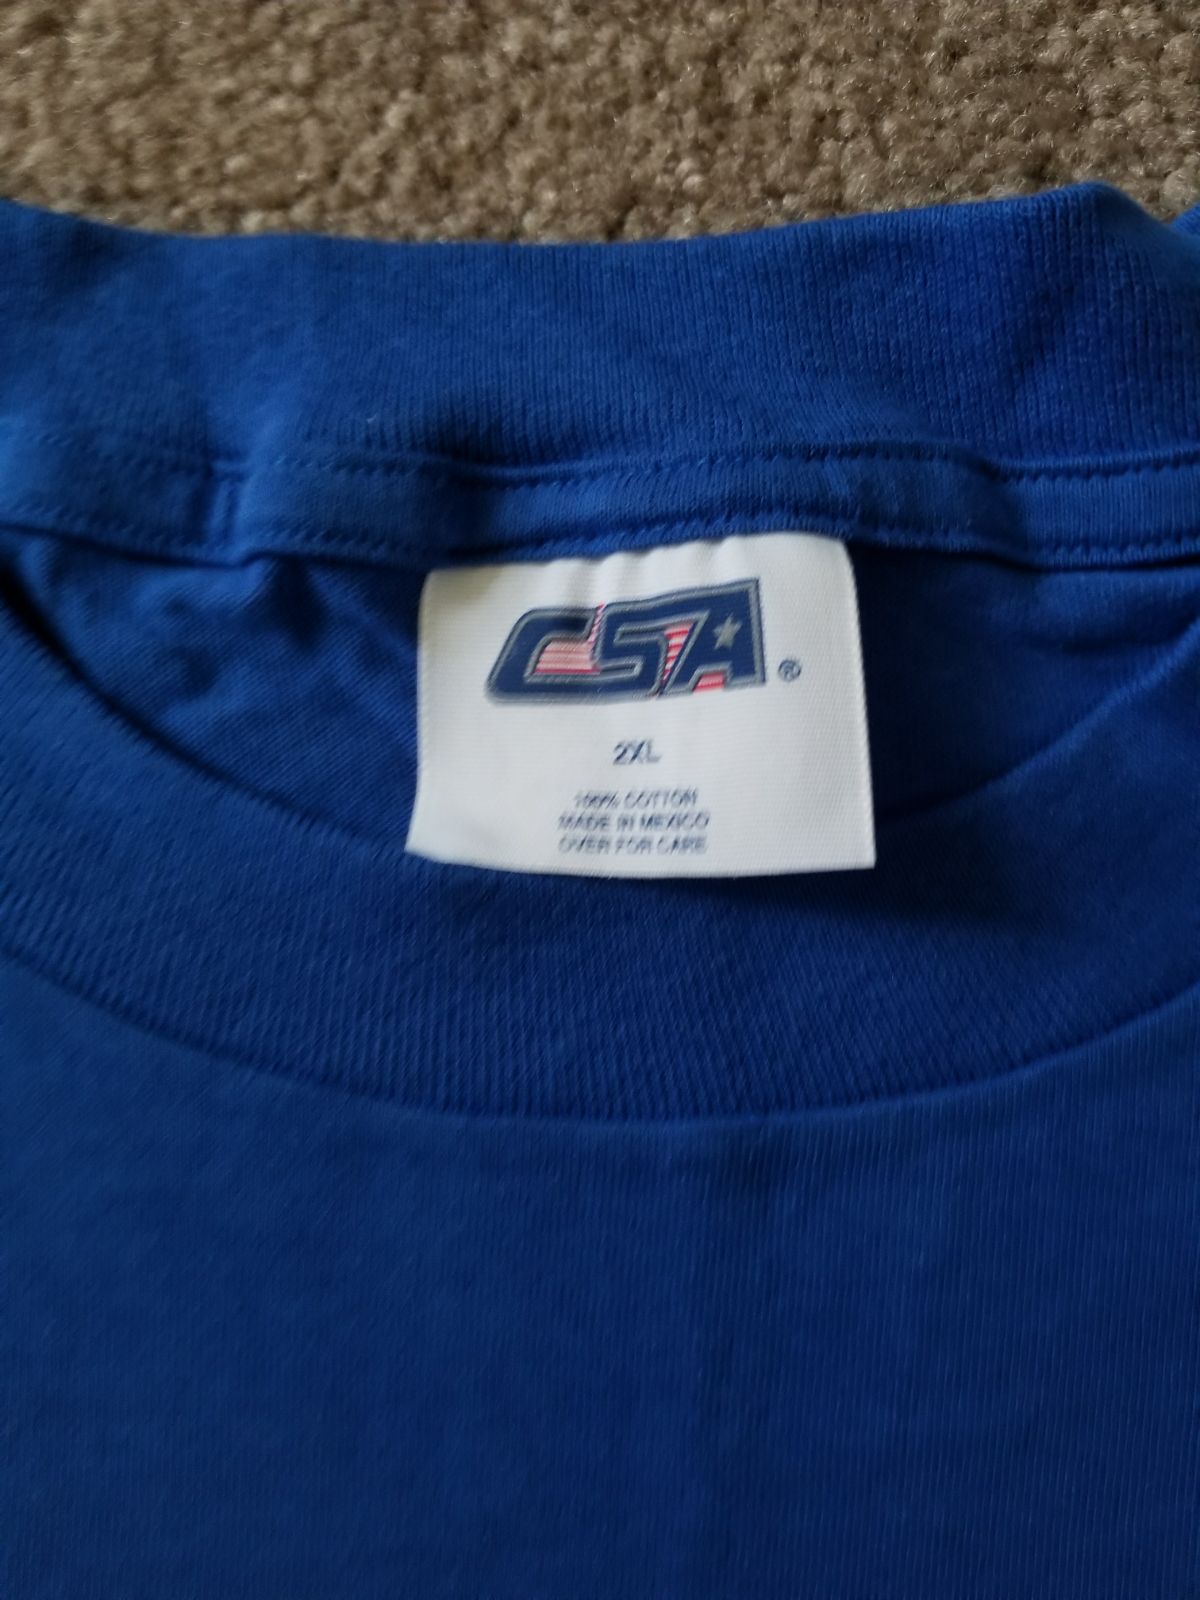 CSA ®
2XL
100% COTTON
MADE IN MEXICO
OVER FOR CARE